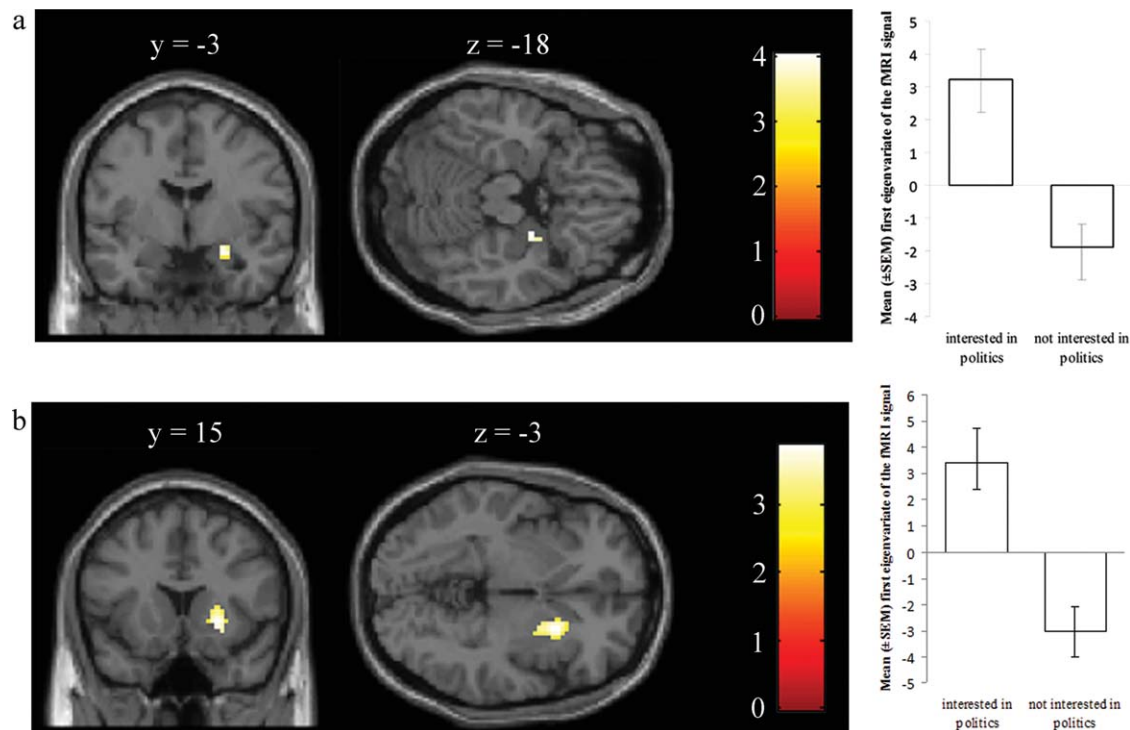 a
y = -3
z = -18
4
3
2
1
0
Mean (±SEM) first eigenvariate of the fMRI signal
5
4
3
2
1
0
-1
-2
-3
-4
interested in
politics
not interested in
politics
b
y = 15
z = -3
3
2
1
0
Mean (±SEM) first eigenvariate of the fMRI signal
6
5
4
3
2
1
0
-1
-2
-3
-4
-5
interested in
politics
not interested in
politics